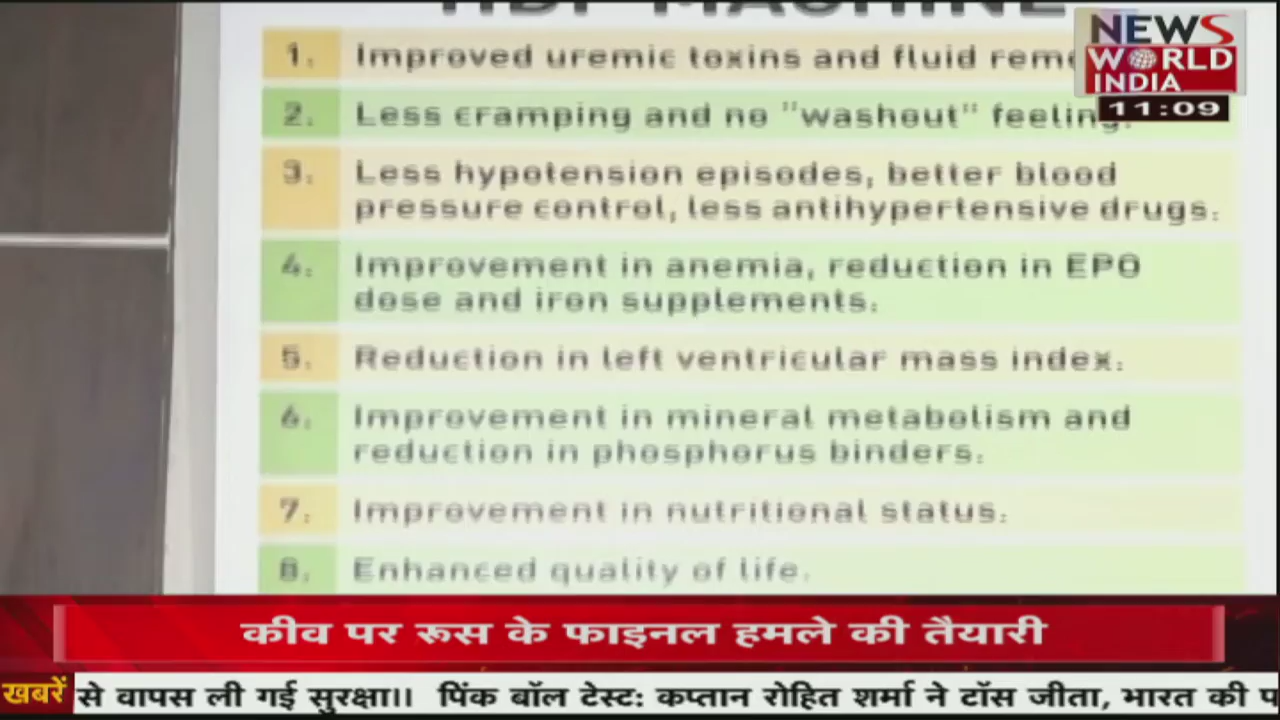 HDF MACHINE
1. Improved uremic toxins and fluid
2. Less cramping and no "washout" feeling.
3. Less hypotension episodes, better blood
pressure control, less antihypertensive drugs.
4. Improvement in anemia, reduction in EPO
dose and iron supplements.
5. Reduction in left ventricular mass index.
6. Improvement in mineral metabolism and
reduction in phosphorus binders.
7. Improvement in nutritional status.
8. Enhanced quality of life.
NEWS
WORLD
INDIA
11:09
कीव पर रूस के फाइनल हमले की तैयारी
खबरें से वापस ली गई सुरक्षा।। पिंक बॉल टेस्ट: कप्तान रोहित शर्मा ने टॉस जीता, भारत की